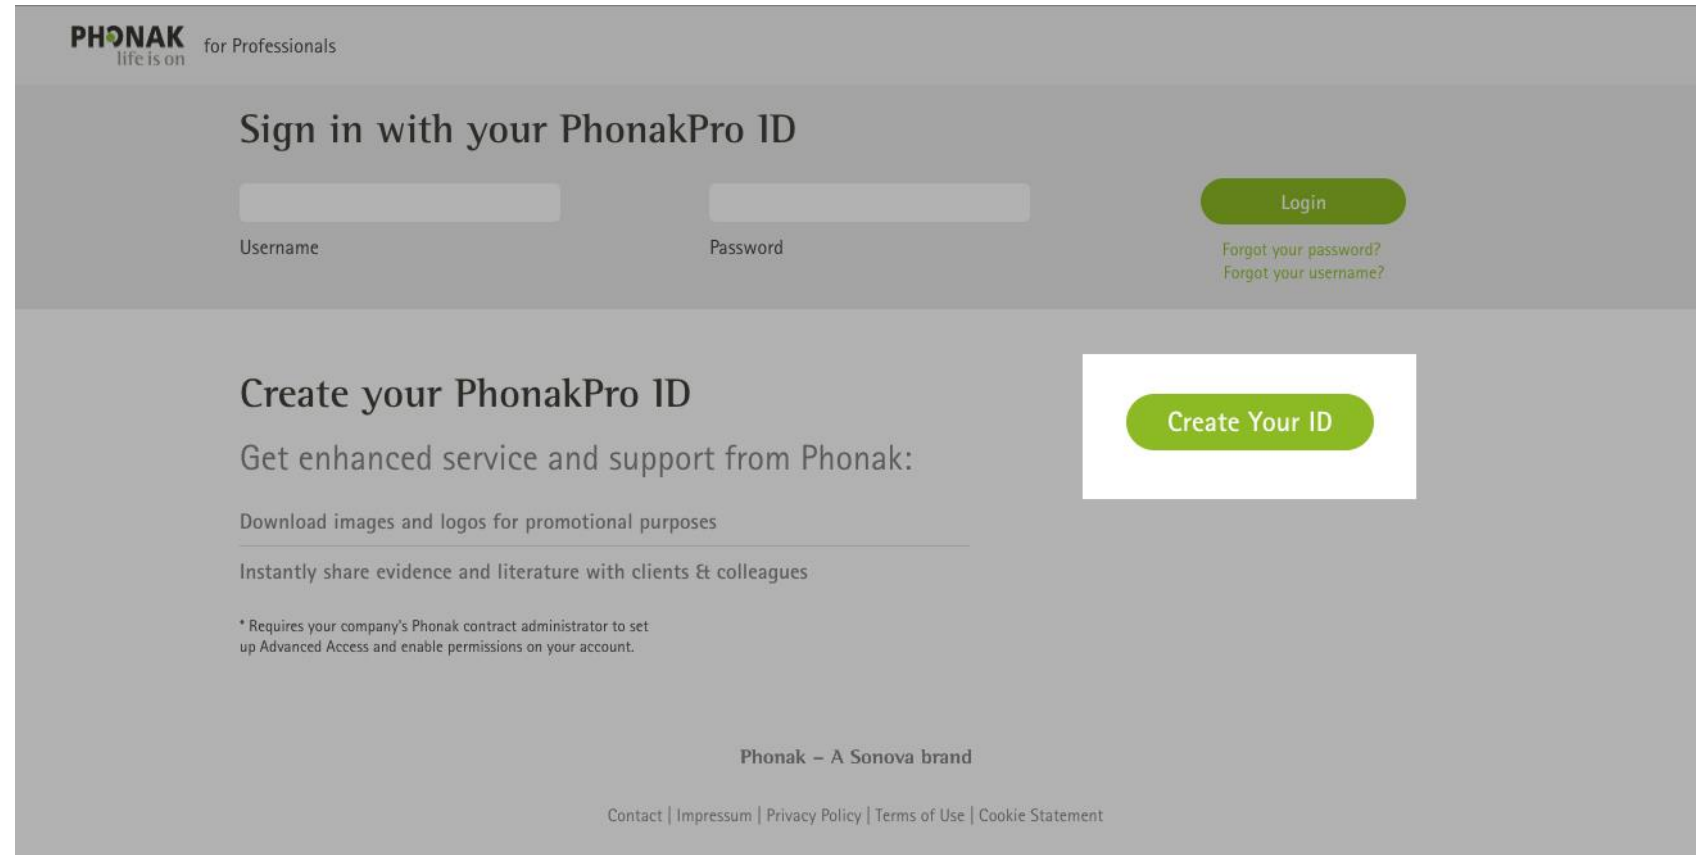 PHONAK
life is on
for Professionals
Sign in with your PhonakPro ID
Login
Username
Password
Forgot your password?
Forgot your username?
Create your PhonakPro ID
Create Your ID
Get enhanced service and support from Phonak:
Download images and logos for promotional purposes
Instantly share evidence and literature with clients & colleagues
* Requires your company's Phonak contract administrator to set
up Advanced Access and enable permissions on your account.
Phonak – A Sonova brand
Contact | Impressum | Privacy Policy | Terms of Use | Cookie Statement